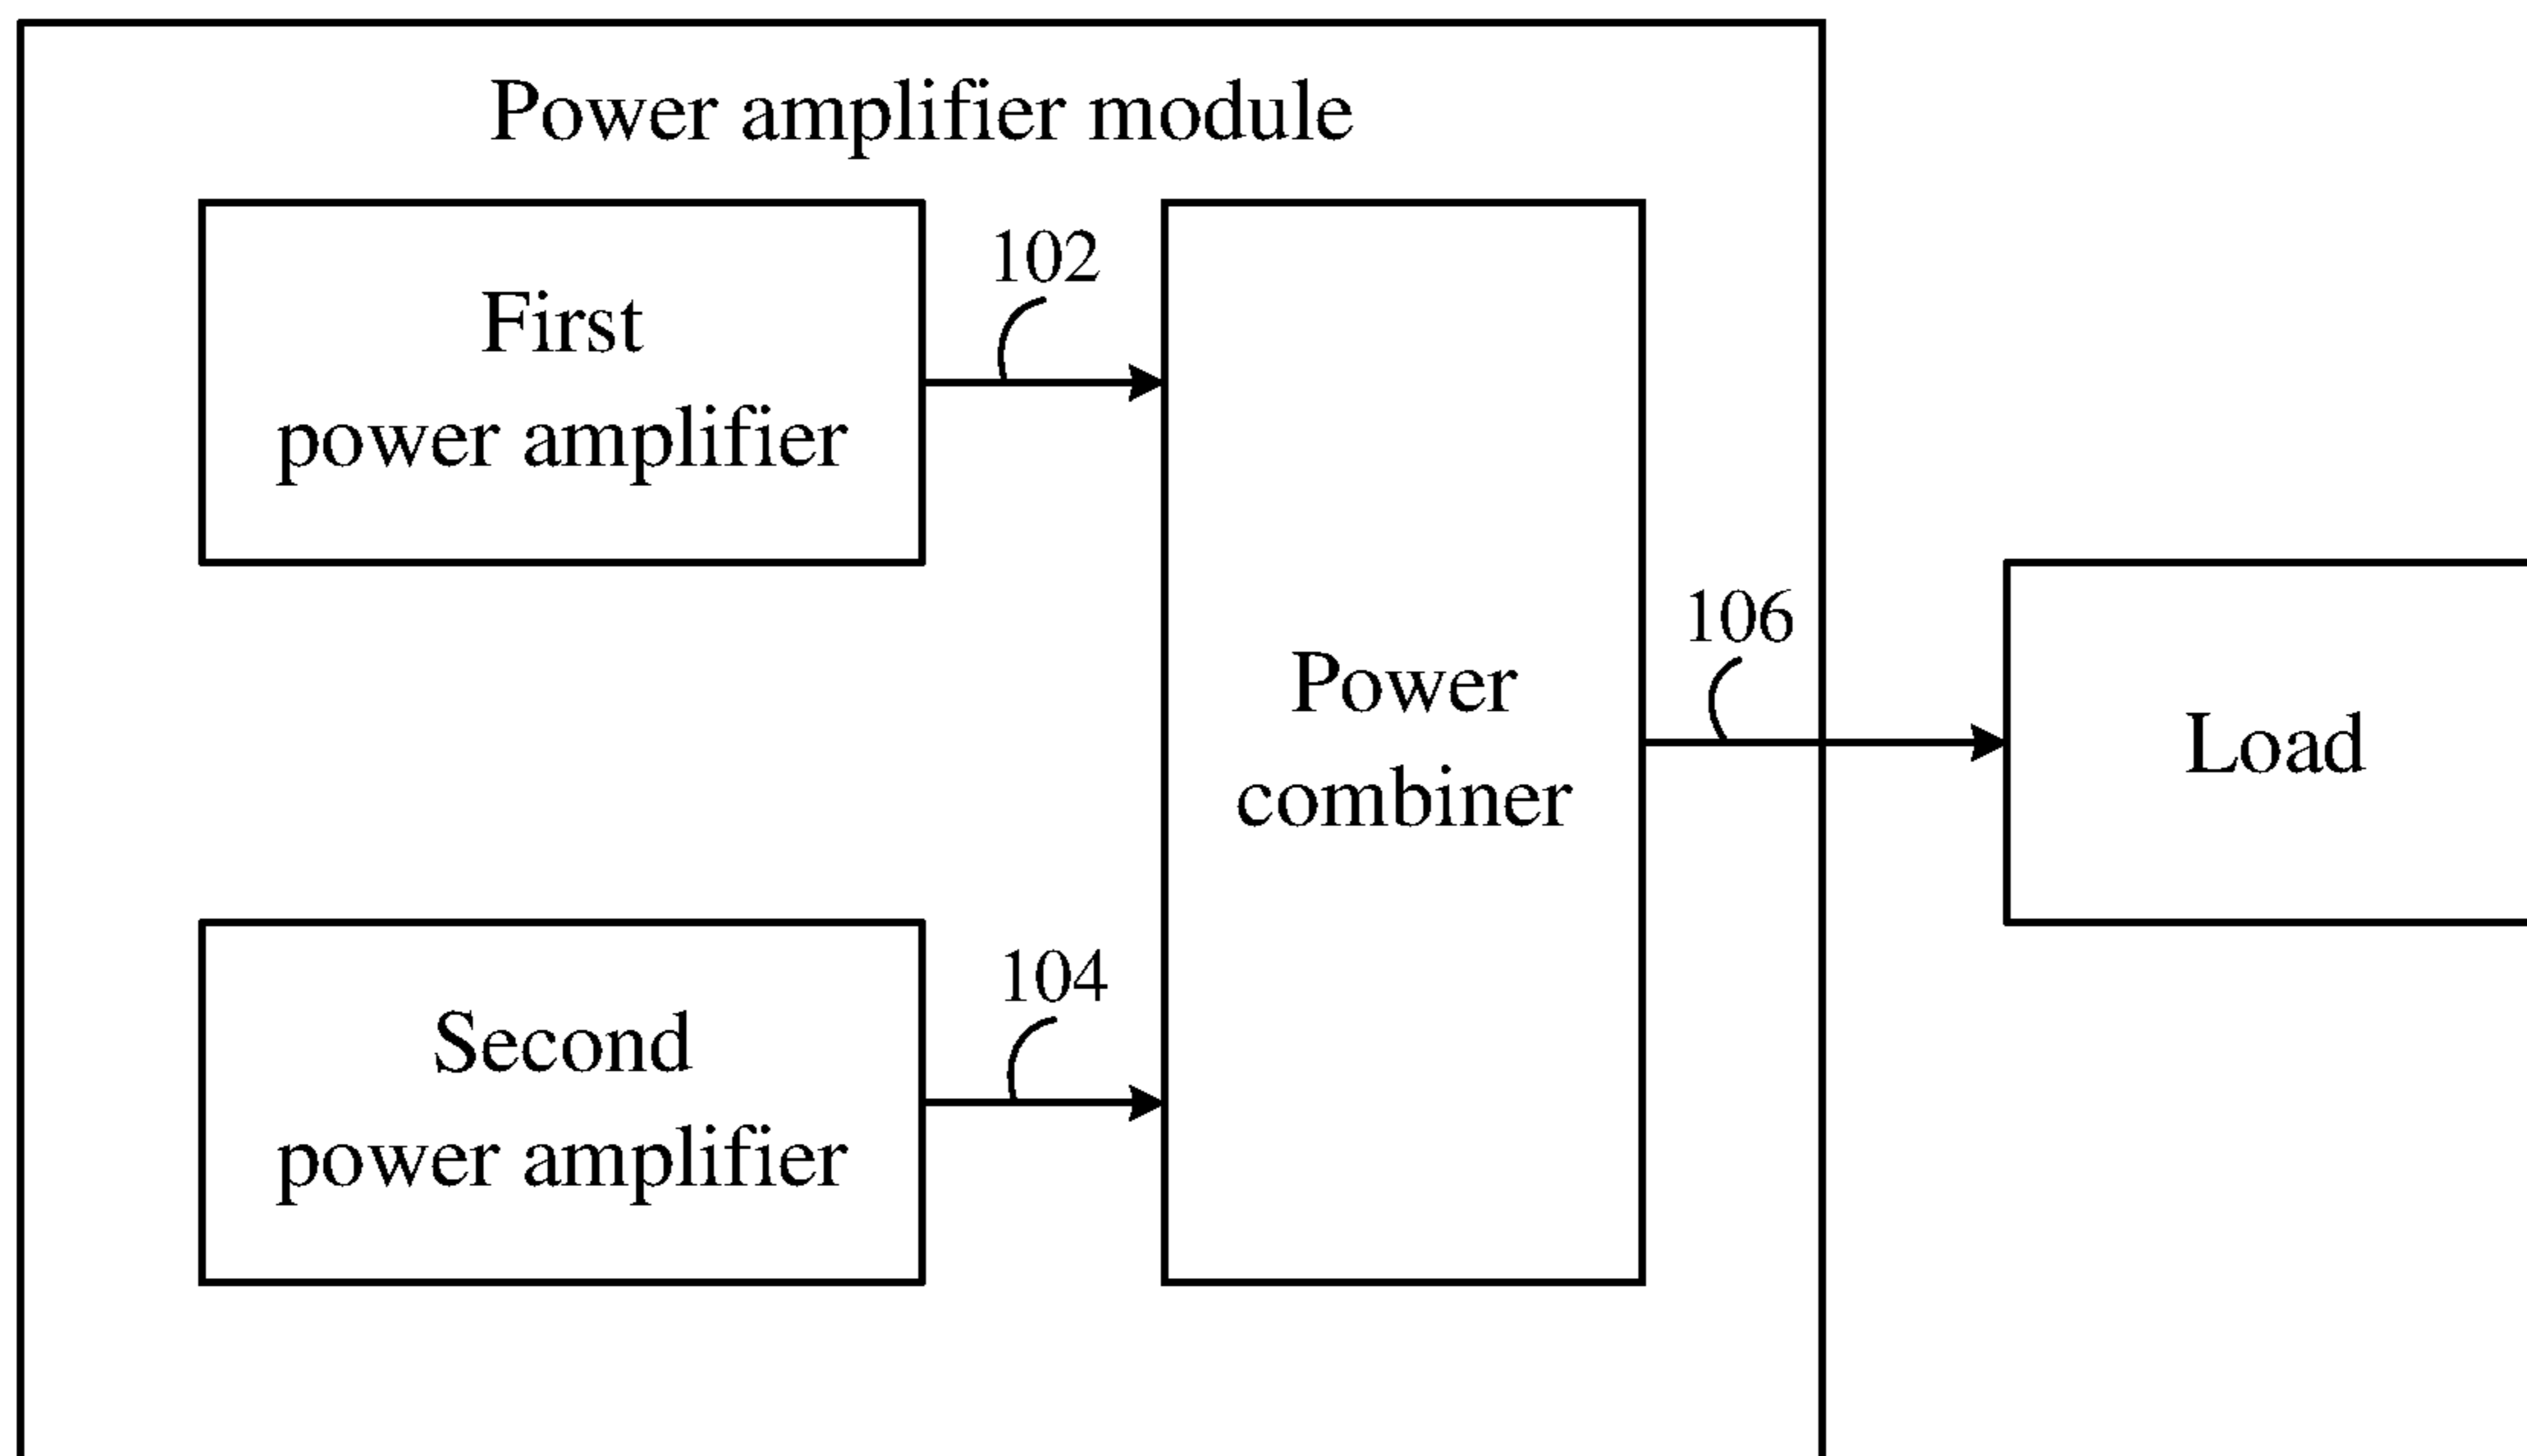 Power amplifier module
102
First
power amplifier
106
Power
combiner
Load
104
Second
power amplifier